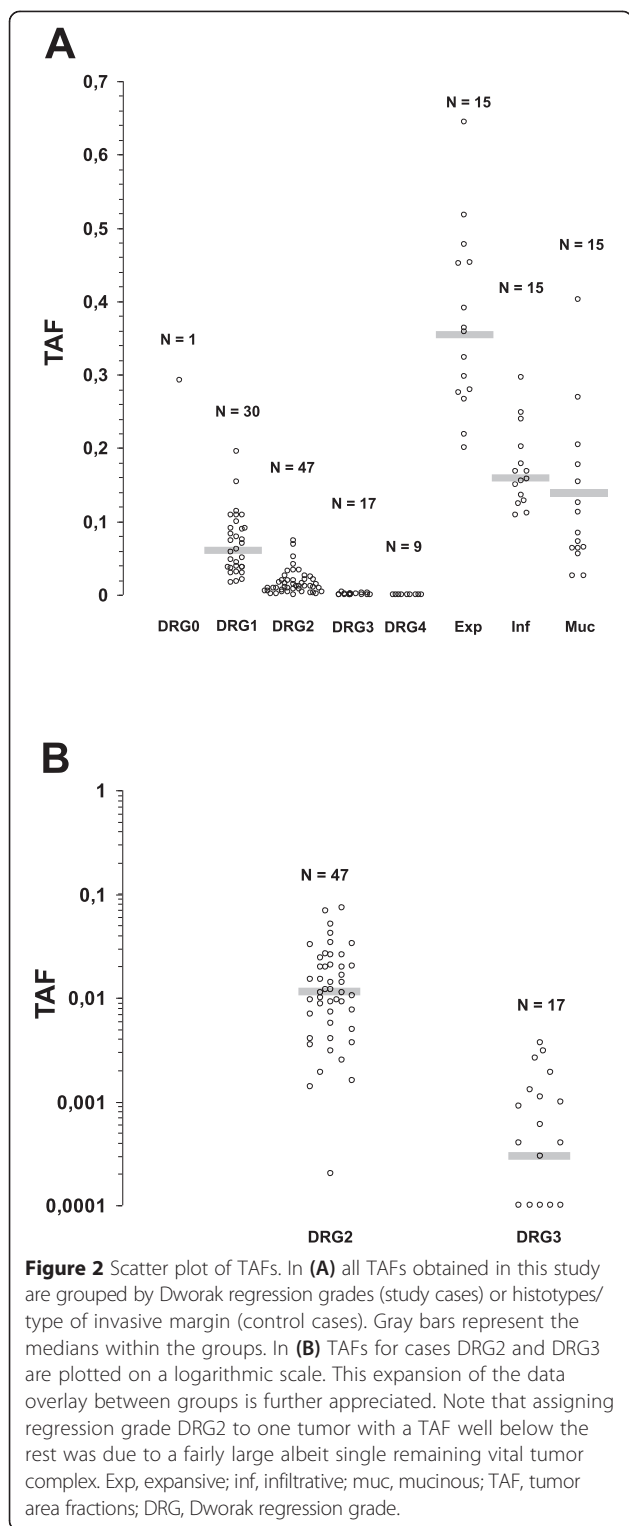 A
0,7
N = 15
0,6
0,5
N = 15
0,4
N = 15
TAF
N = 1
0,3
N = 30
0,2
N = 47
N = 17
0,1
N = 9
0
DRG0 DRG1 DRG2 DRG3 DRG4 Exp Inf Muc
B
1
N = 47
0,1
TAF
0,01
N = 17
0,001
0,0001
DRG2 DRG3
Figure 2 Scatter plot of TAFs. In (A) all TAFs obtained in this study
are grouped by Dworak regression grades (study cases) or histotypes/
type of invasive margin (control cases). Gray bars represent the
medians within the groups. In (B) TAFs for cases DRG2 and DRG3
are plotted on a logarithmic scale. This expansion of the data
overlay between groups is further appreciated. Note that assigning
regression grade DRG2 to one tumor with a TAF well below the
rest was due to a fairly large albeit single remaining vital tumor
complex. Exp, expansive; inf, infiltrative; muc, mucinous; TAF, tumor
area fractions; DRG, Dworak regression grade.